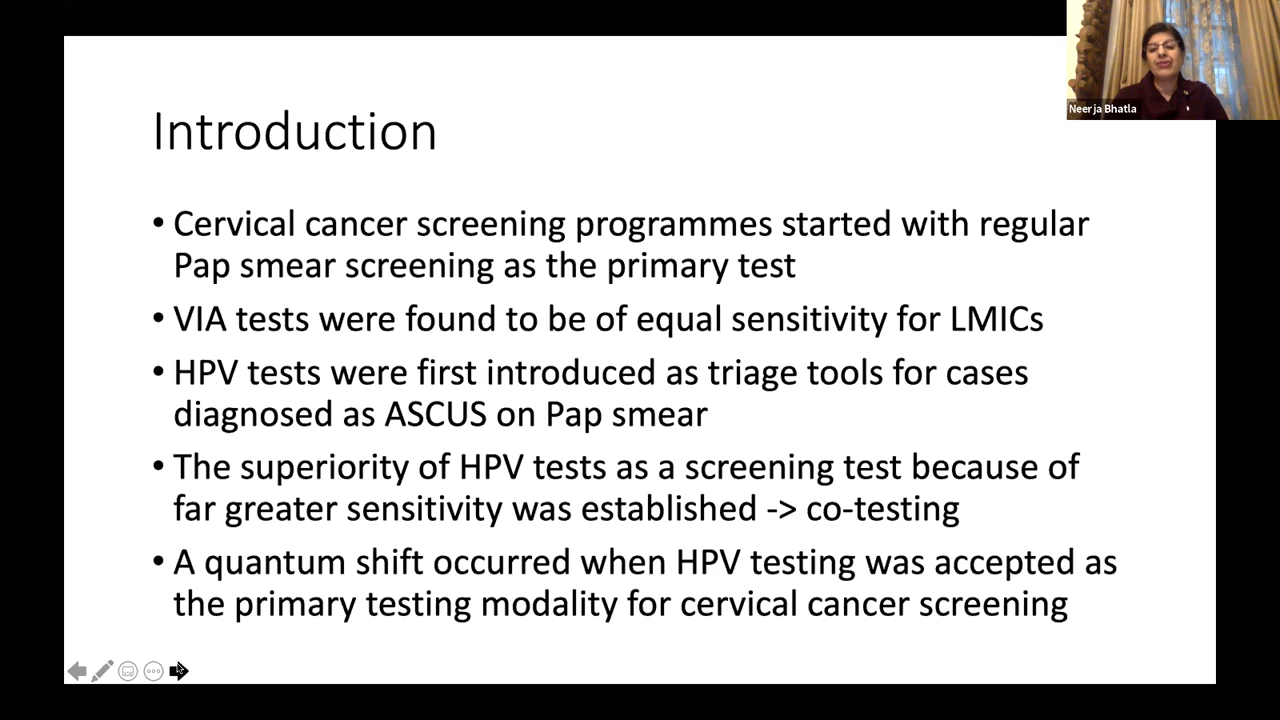 Neerja Bhatla
Introduction
• Cervical cancer screening programmes started with regular
Pap smear screening as the primary test
• VIA tests were found to be of equal sensitivity for LMICs
• HPV tests were first introduced as triage tools for cases
diagnosed as ASCUS on Pap smear
• The superiority of HPV tests as a screening test because of
far greater sensitivity was established -> co-testing
• A quantum shift occurred when HPV testing was accepted as
the primary testing modality for cervical cancer screening